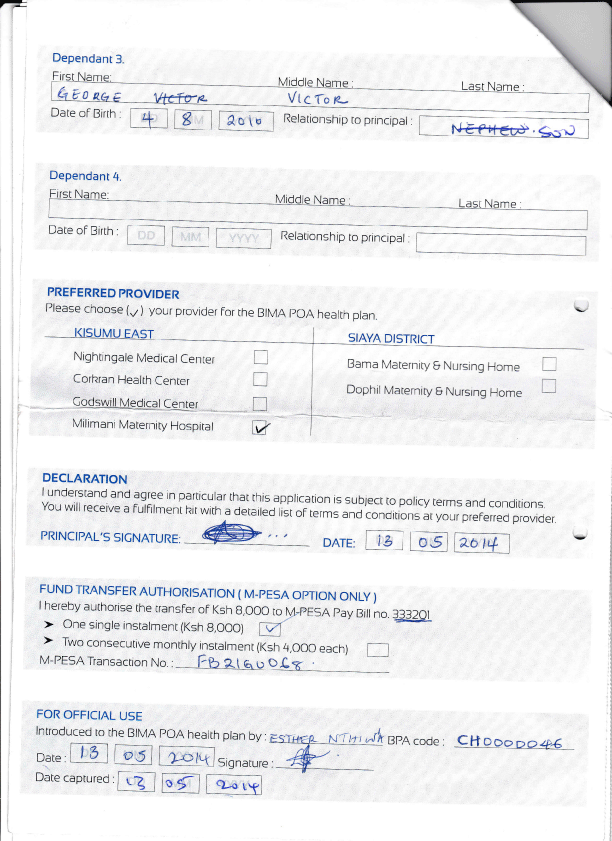 Dependant 3.
First Name: Middle Name : Last Name :
GEORGE VICTOR VICTOR
Date of Birth : 4 8 2010 Relationship to principal : NEPHEW. SON
Dependant 4.
First Name: Middle Name : Last Name :
Date of Birth : DD MM YYYY Relationship to principal :
PREFERRED PROVIDER
Please choose (✓) your provider for the BIMA POA health plan.
KISUMU EAST SIAYA DISTRICT
Nightingale Medical Center
Bama Maternity & Nursing Home
Corkran Health Center
Dophil Maternity & Nursing Home
Godswill Medical Center
Milimani Maternity Hospital ✓
DECLARATION
I understand and agree in particular that this application is subject to policy terms and conditions.
You will receive a fulfilment kit with a detailed list of terms and conditions at your preferred provider.
PRINCIPAL'S SIGNATURE: DATE: 13 05 2014
FUND TRANSFER AUTHORISATION ( M-PESA OPTION ONLY )
I hereby authorise the transfer of Ksh 8,000 to M-PESA Pay Bill no. 333201
➤ One single instalment (Ksh 8,000) ✓
➤ Two consecutive monthly instalment (Ksh 4,000 each)
M-PESA Transaction No. : FB21GU068
FOR OFFICIAL USE
Introduced to the BIMA POA health plan by : ESTHER NTHIWA BPA code : CH0000046
Date : 13 05 2014 Signature :
Date captured : 13 05 2014